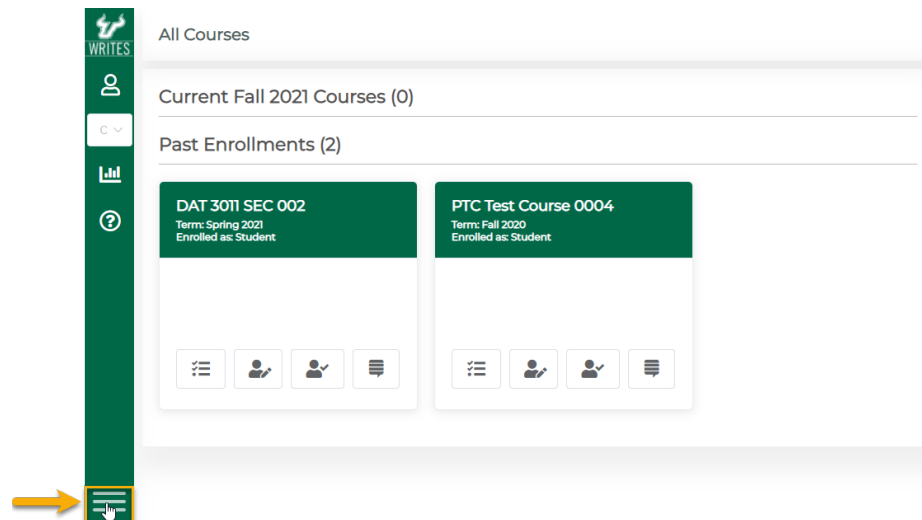 WRITES
All Courses
Current Fall 2021 Courses (0)
C
Past Enrollments (2)
DAT 3011 SEC 002
Term: Spring 2021
Enrolled as: Student
PTC Test Course 0004
Term: Fall 2020
Enrolled as: Student